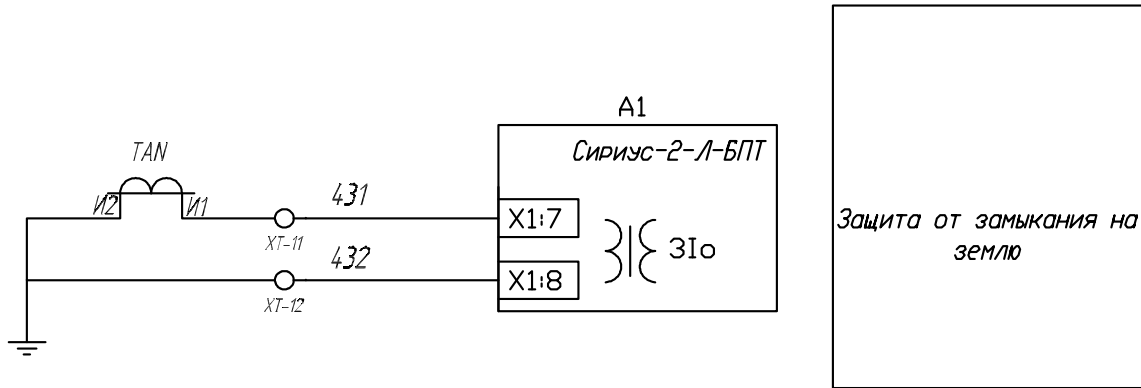 A1
Сириус-2-Л-БПТ
TAN
И2
И1
431
X1:7
XT-11
3Io
432
X1:8
XT-12
Защита от замыкания на
землю